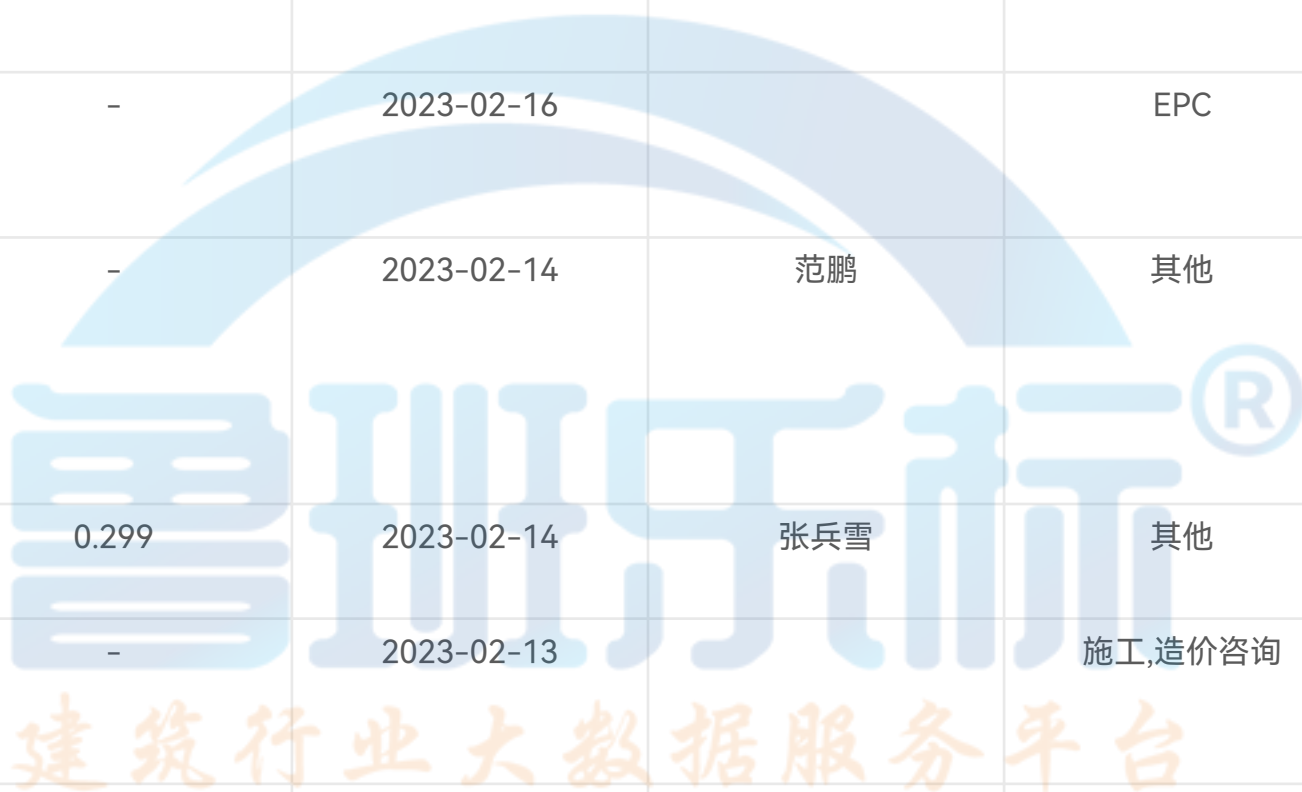 - 2023-02-16 EPC
- 2023-02-14 范鹏 其他
鲁班乐标®
0.299 2023-02-14 张兵雪 其他
- 2023-02-13 施工,造价咨询
建筑行业大数据服务平台